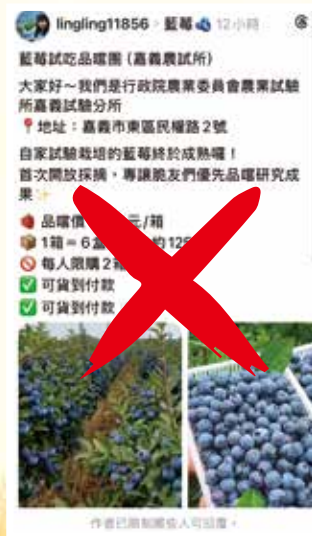 lingling11856 › 藍莓 12小時
藍莓試吃品嚐團 (嘉義農試所)
大家好～我們是行政院農業委員會農業試驗
所嘉義試驗分所
📍地址：嘉義市東區民權路2號
自家試驗栽培的藍莓終於成熟囉！
首次開放採摘，專讓脆友們優先品嚐研究成
果✨
品嚐價 元/箱
1箱＝6盒 約125
🚫 每人限購2箱
✅ 可貨到付款
✅ 可貨到付款
作者已限制哪些人可回覆。